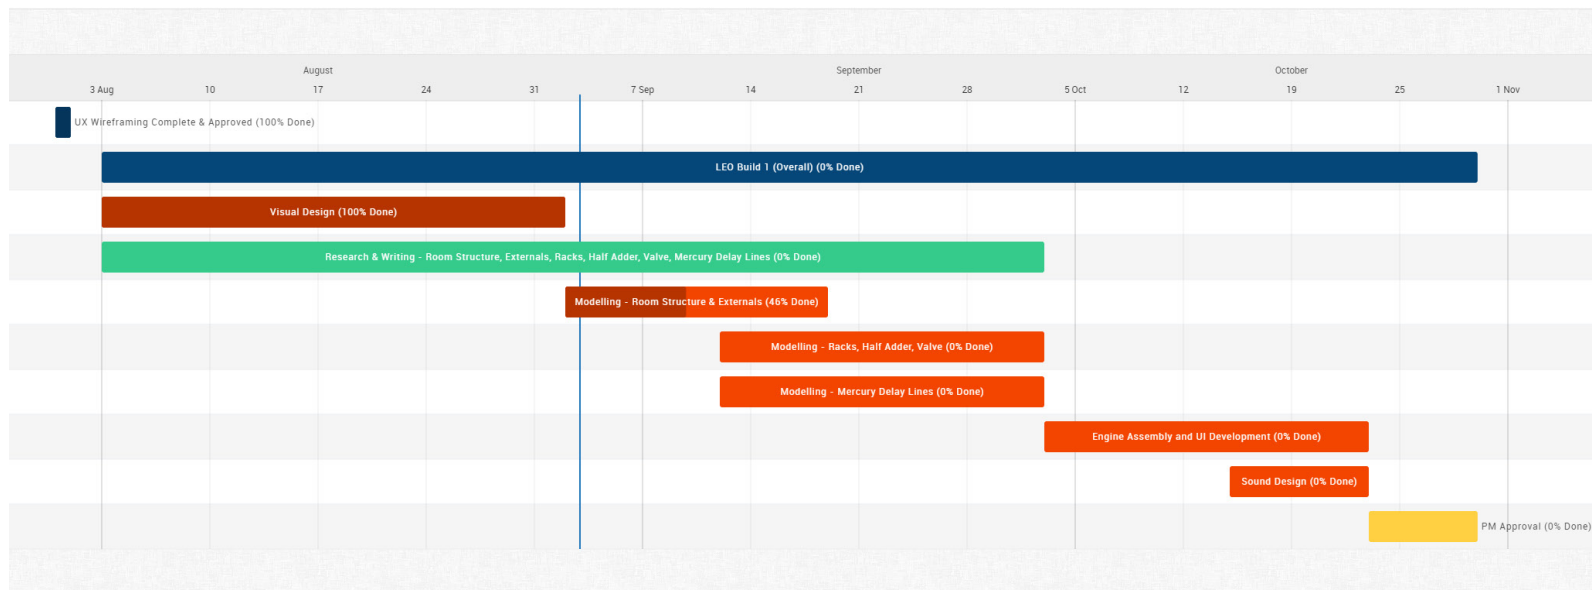 August September October
3 Aug 10 17 24 31 7 Sep 14 21 28 5 Oct 12 19 25 1 Nov
UX Wireframing Complete & Approved (100% Done)
LEO Build 1 (Overall) (0% Done)
Visual Design (100% Done)
Research & Writing - Room Structure, Externals, Racks, Half Adder, Valve, Mercury Delay Lines (0% Done)
Modelling - Room Structure & Externals (46% Done)
Modelling - Racks, Half Adder, Valve (0% Done)
Modelling - Mercury Delay Lines (0% Done)
Engine Assembly and UI Development (0% Done)
Sound Design (0% Done)
PM Approval (0% Done)